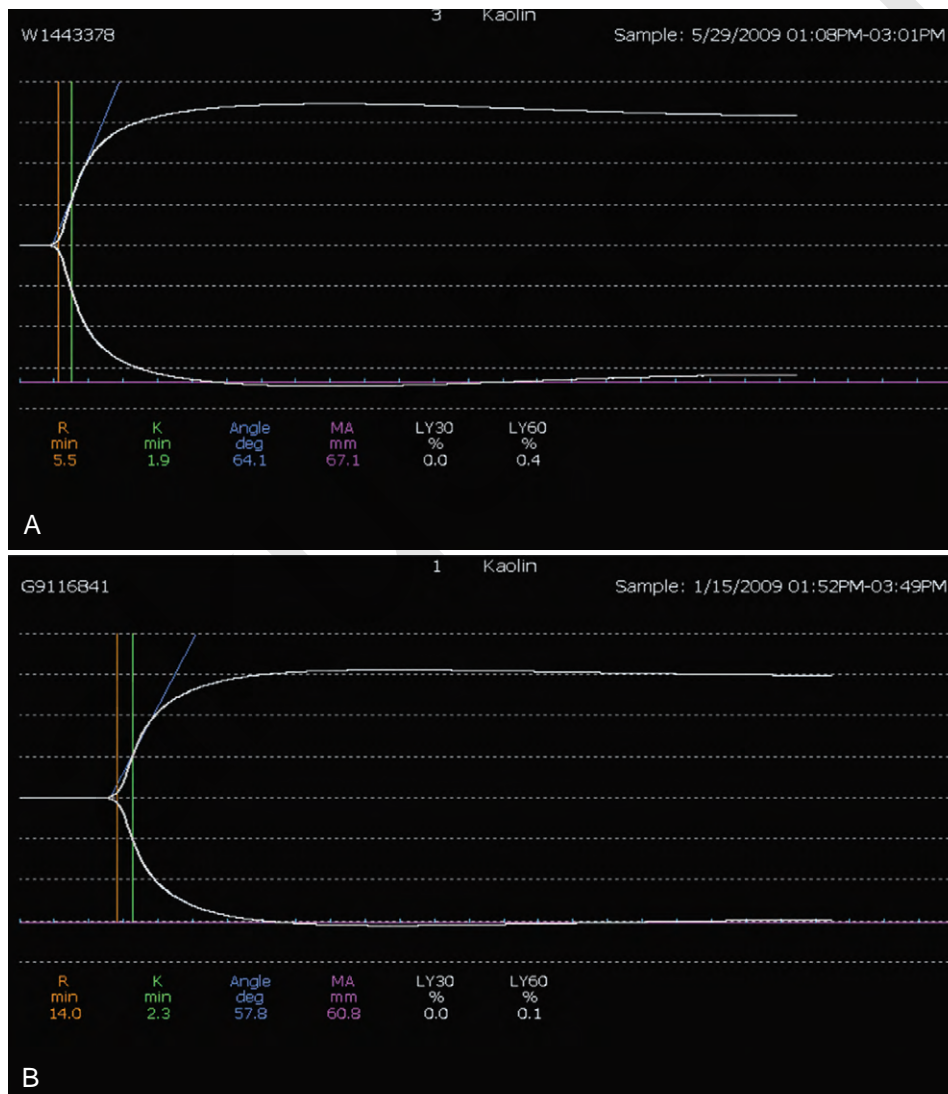 3 Kaolin
W1443378 Sample: 5/29/2009 01:08PM-03:01PM
R K Angle MA LY30 LY60
min min deg mm % %
5.5 1.9 64.1 67.1 0.0 0.4
A
1 Kaolin
G9116841 Sample: 1/15/2009 01:52PM-03:49PM
R K Angle MA LY30 LY60
min min deg mm % %
14.0 2.3 57.8 60.8 0.0 0.1
B